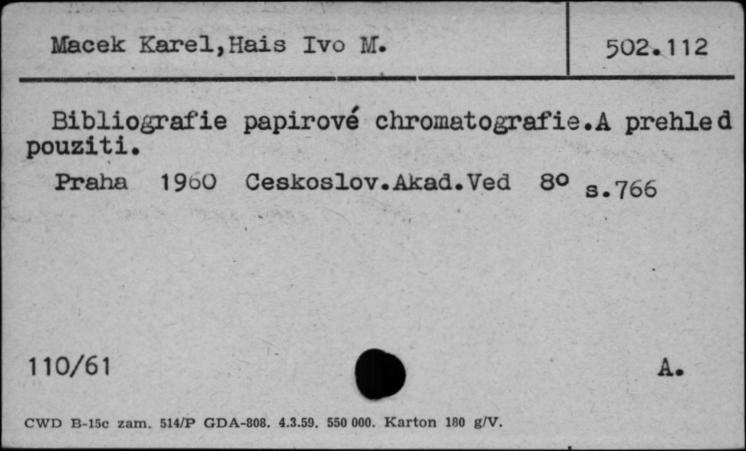 Macek Karel,Hais Ivo M.
502.112
Bibliografie papirové chromatografie.A prehled
pouziti.
Praha 1960 Ceskoslov.Akad.Ved 8º s.766
110/61
A.
CWD B-15c zam. 514/P GDA-808. 4.3.59. 550 000. Karton 180 g/V.